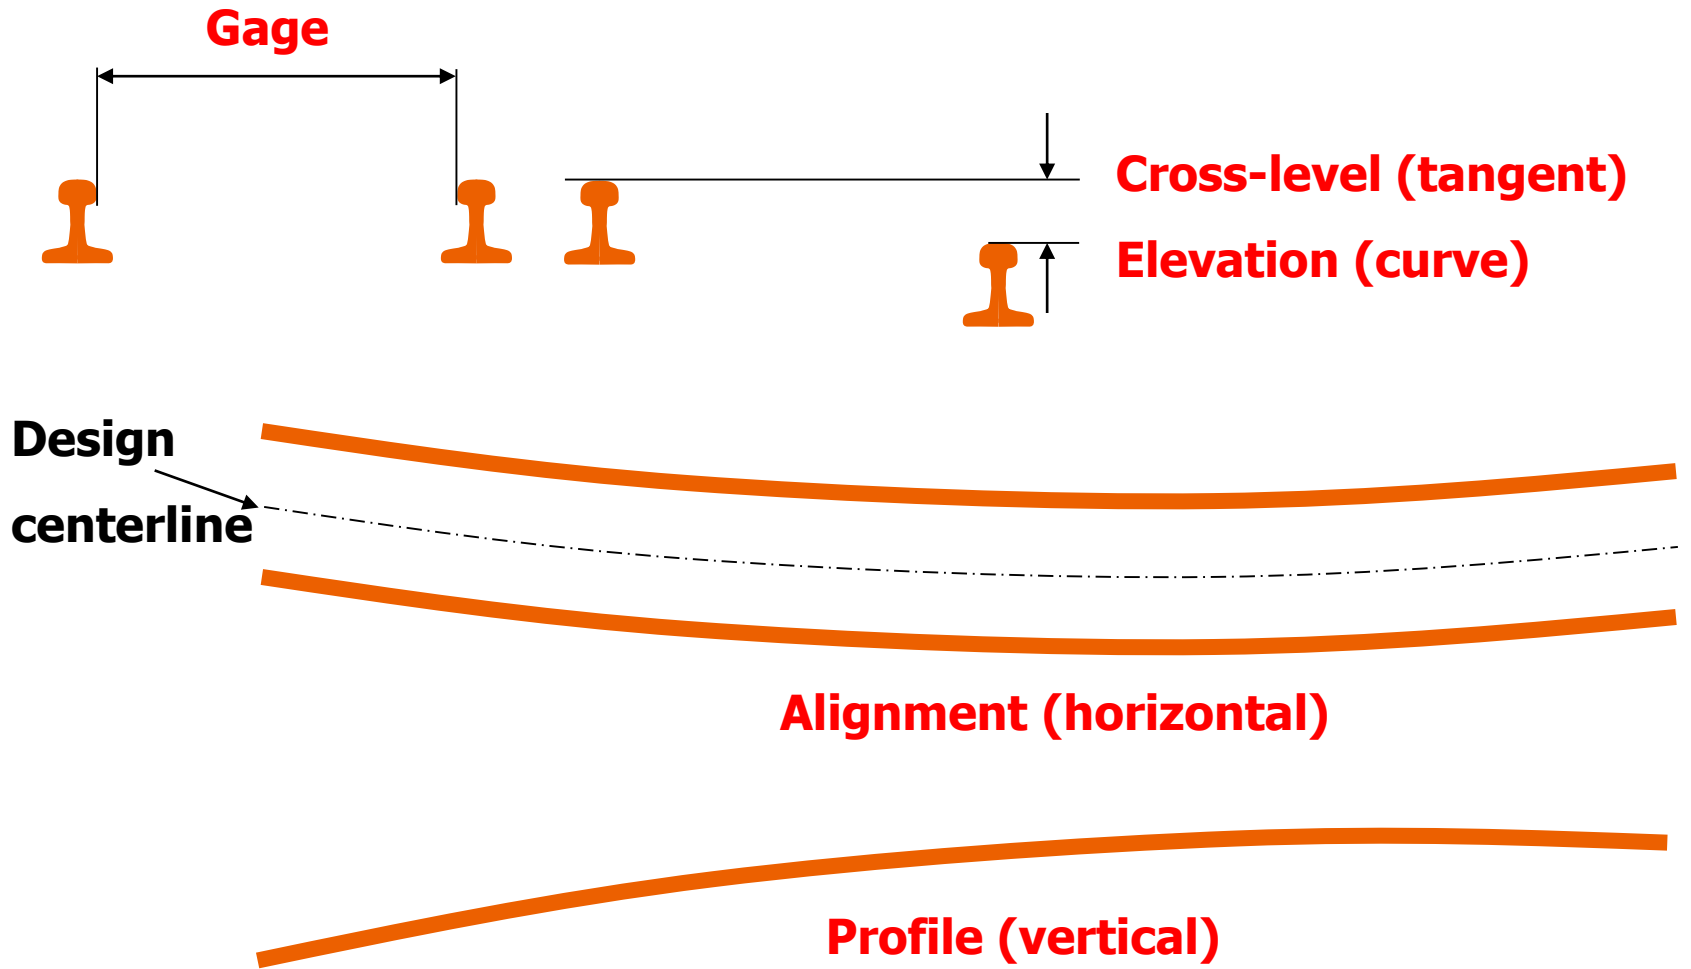 Gage
Cross-level (tangent)
Elevation (curve)
Design
centerline
Alignment (horizontal)
Profile (vertical)